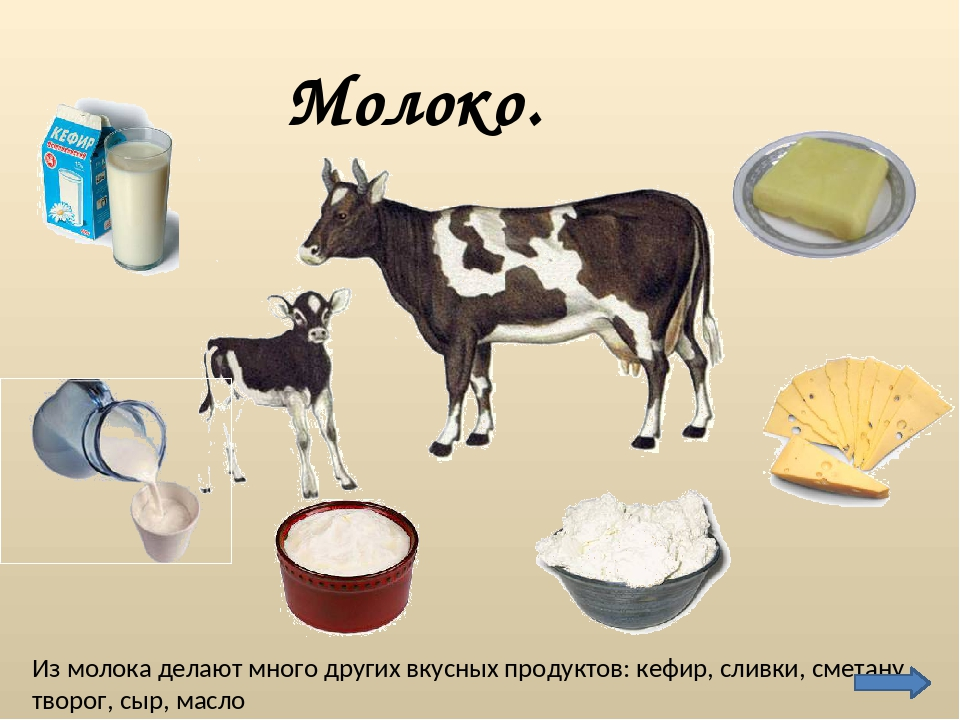 Молоко.
КЕФИР
Из молока делают много других вкусных продуктов: кефир, сливки, сметану
творог, сыр, масло